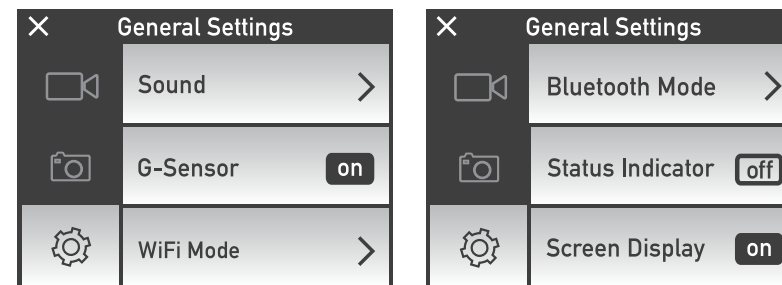 General Settings
Sound
G-Sensor on
WiFi Mode
General Settings
Bluetooth Mode
Status Indicator off
Screen Display on